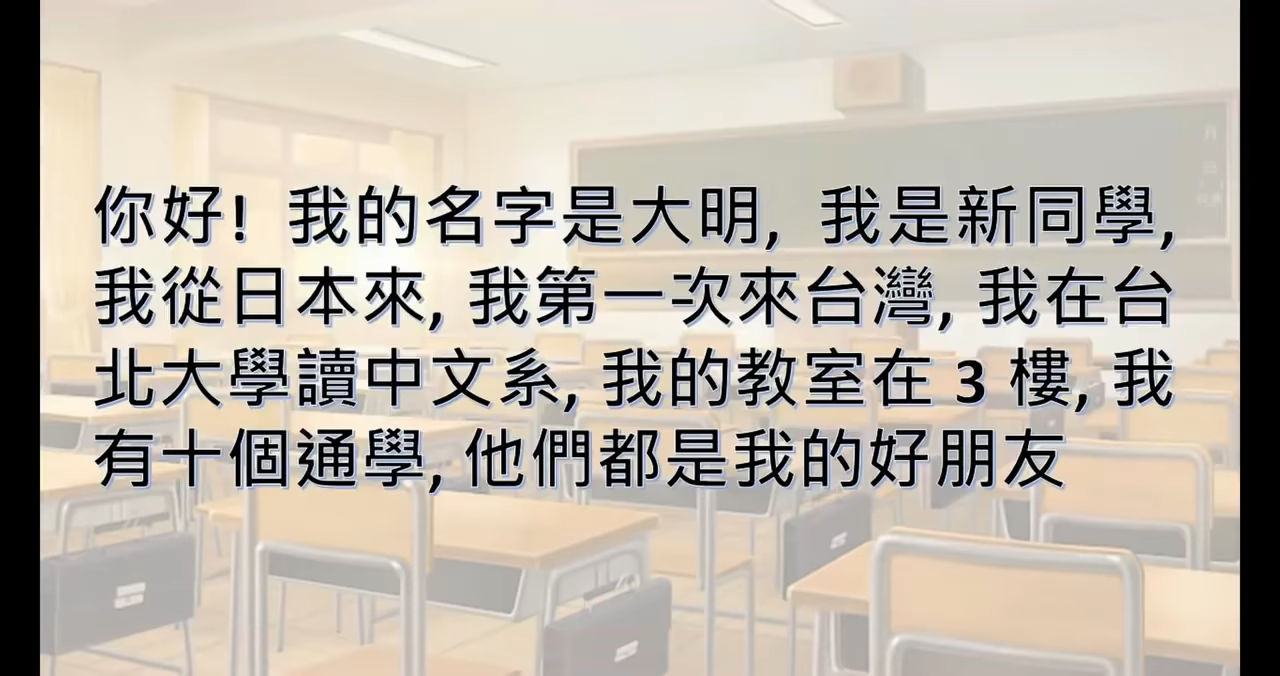 你好! 我的名字是大明, 我是新同學,
我從日本來, 我第一次來台灣, 我在台
北大學讀中文系, 我的教室在 3 樓, 我
有十個通學, 他們都是我的好朋友